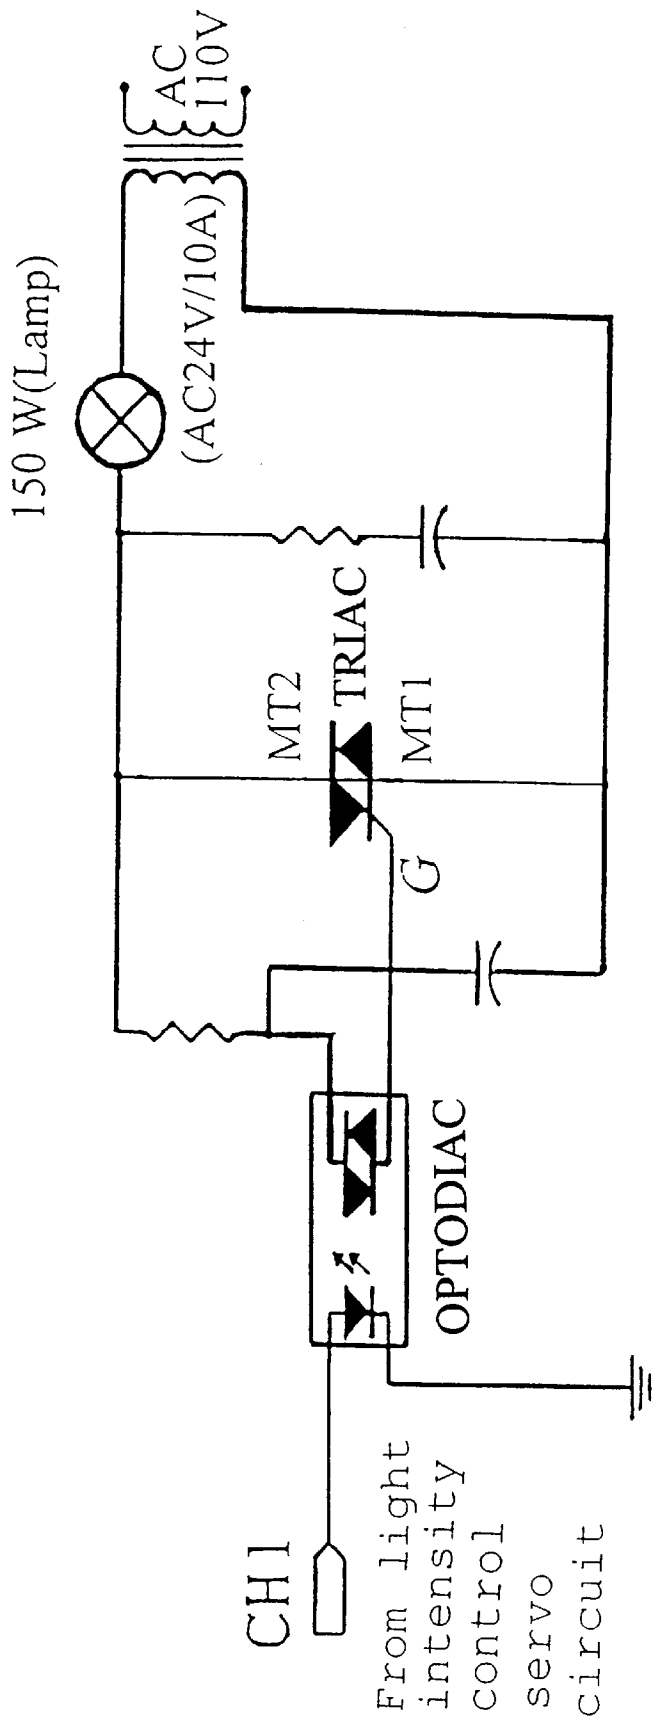 CH1
From light
intensity
control
servo
circuit
OPTODIAC
G
MT2
TRIAC
MT1
150 W(Lamp)
(AC24V/10A)
AC
110V